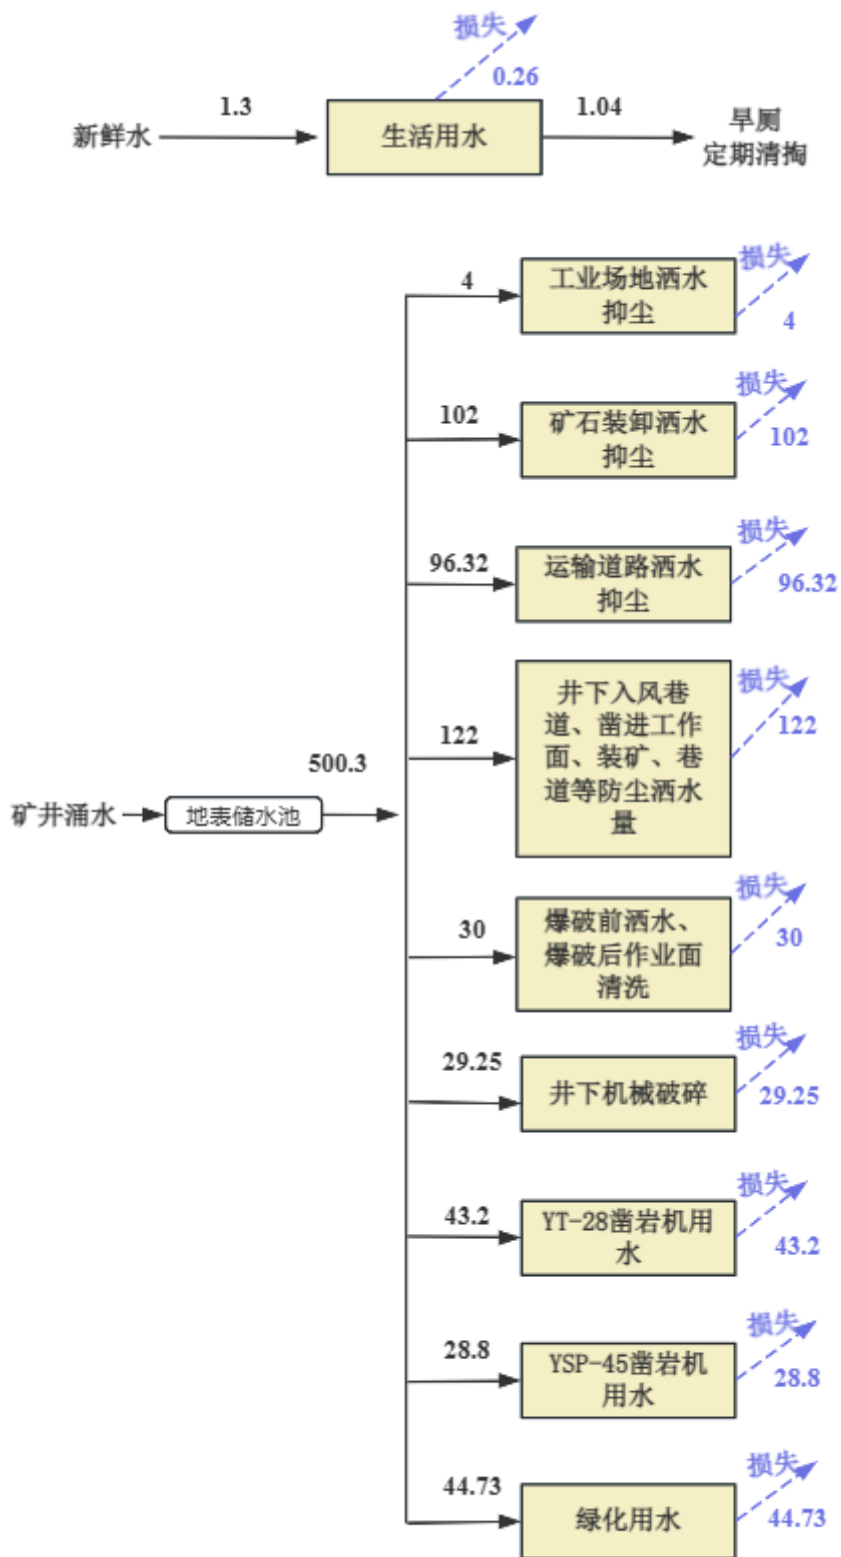 损失
0.26
1.3
1.04
新鲜水
生活用水
旱厕
定期清掏
损失
4
工业场地洒水
抑尘
4
损失
102
矿石装卸洒水
抑尘
102
损失
96.32
运输道路洒水
抑尘
96.32
损失
122
井下入风巷
道、凿进工作
面、装矿、巷
道等防尘洒水
量
122
500.3
矿井涌水
地表储水池
损失
30
爆破前洒水、
爆破后作业面
清洗
30
损失
29.25
井下机械破碎
29.25
损失
43.2
YT-28凿岩机用
水
43.2
损失
28.8
YSP-45凿岩机
用水
28.8
损失
44.73
绿化用水
44.73